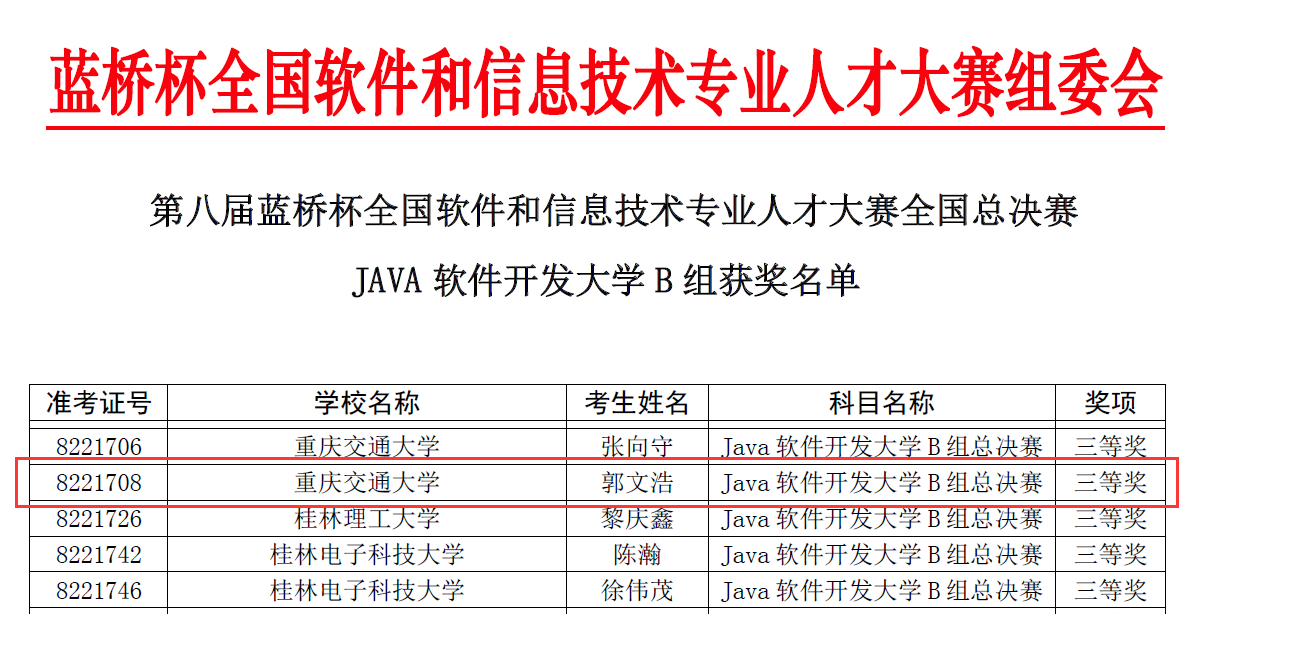 蓝桥杯全国软件和信息技术专业人才大赛组委会
第八届蓝桥杯全国软件和信息技术专业人才大赛全国总决赛
JAVA 软件开发大学 B 组获奖名单
准考证号 学校名称 考生姓名 科目名称 奖项
8221706 重庆交通大学 张向守 Java 软件开发大学 B 组总决赛 三等奖
8221708 重庆交通大学 郭文浩 Java 软件开发大学 B 组总决赛 三等奖
8221726 桂林理工大学 黎庆鑫 Java 软件开发大学 B 组总决赛 三等奖
8221742 桂林电子科技大学 陈瀚 Java 软件开发大学 B 组总决赛 三等奖
8221746 桂林电子科技大学 徐伟茂 Java 软件开发大学 B 组总决赛 三等奖